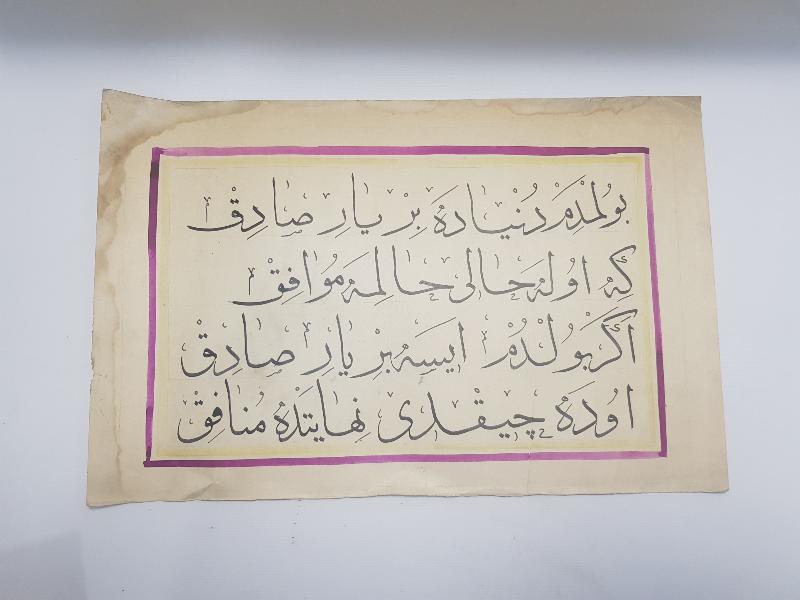 بولمدم دنیاده بر یار صادق
که اوله حالی حالمه موافق
اکر بولدم ایسه بر یار صادق
اوده چیقدی نهایتده منافق